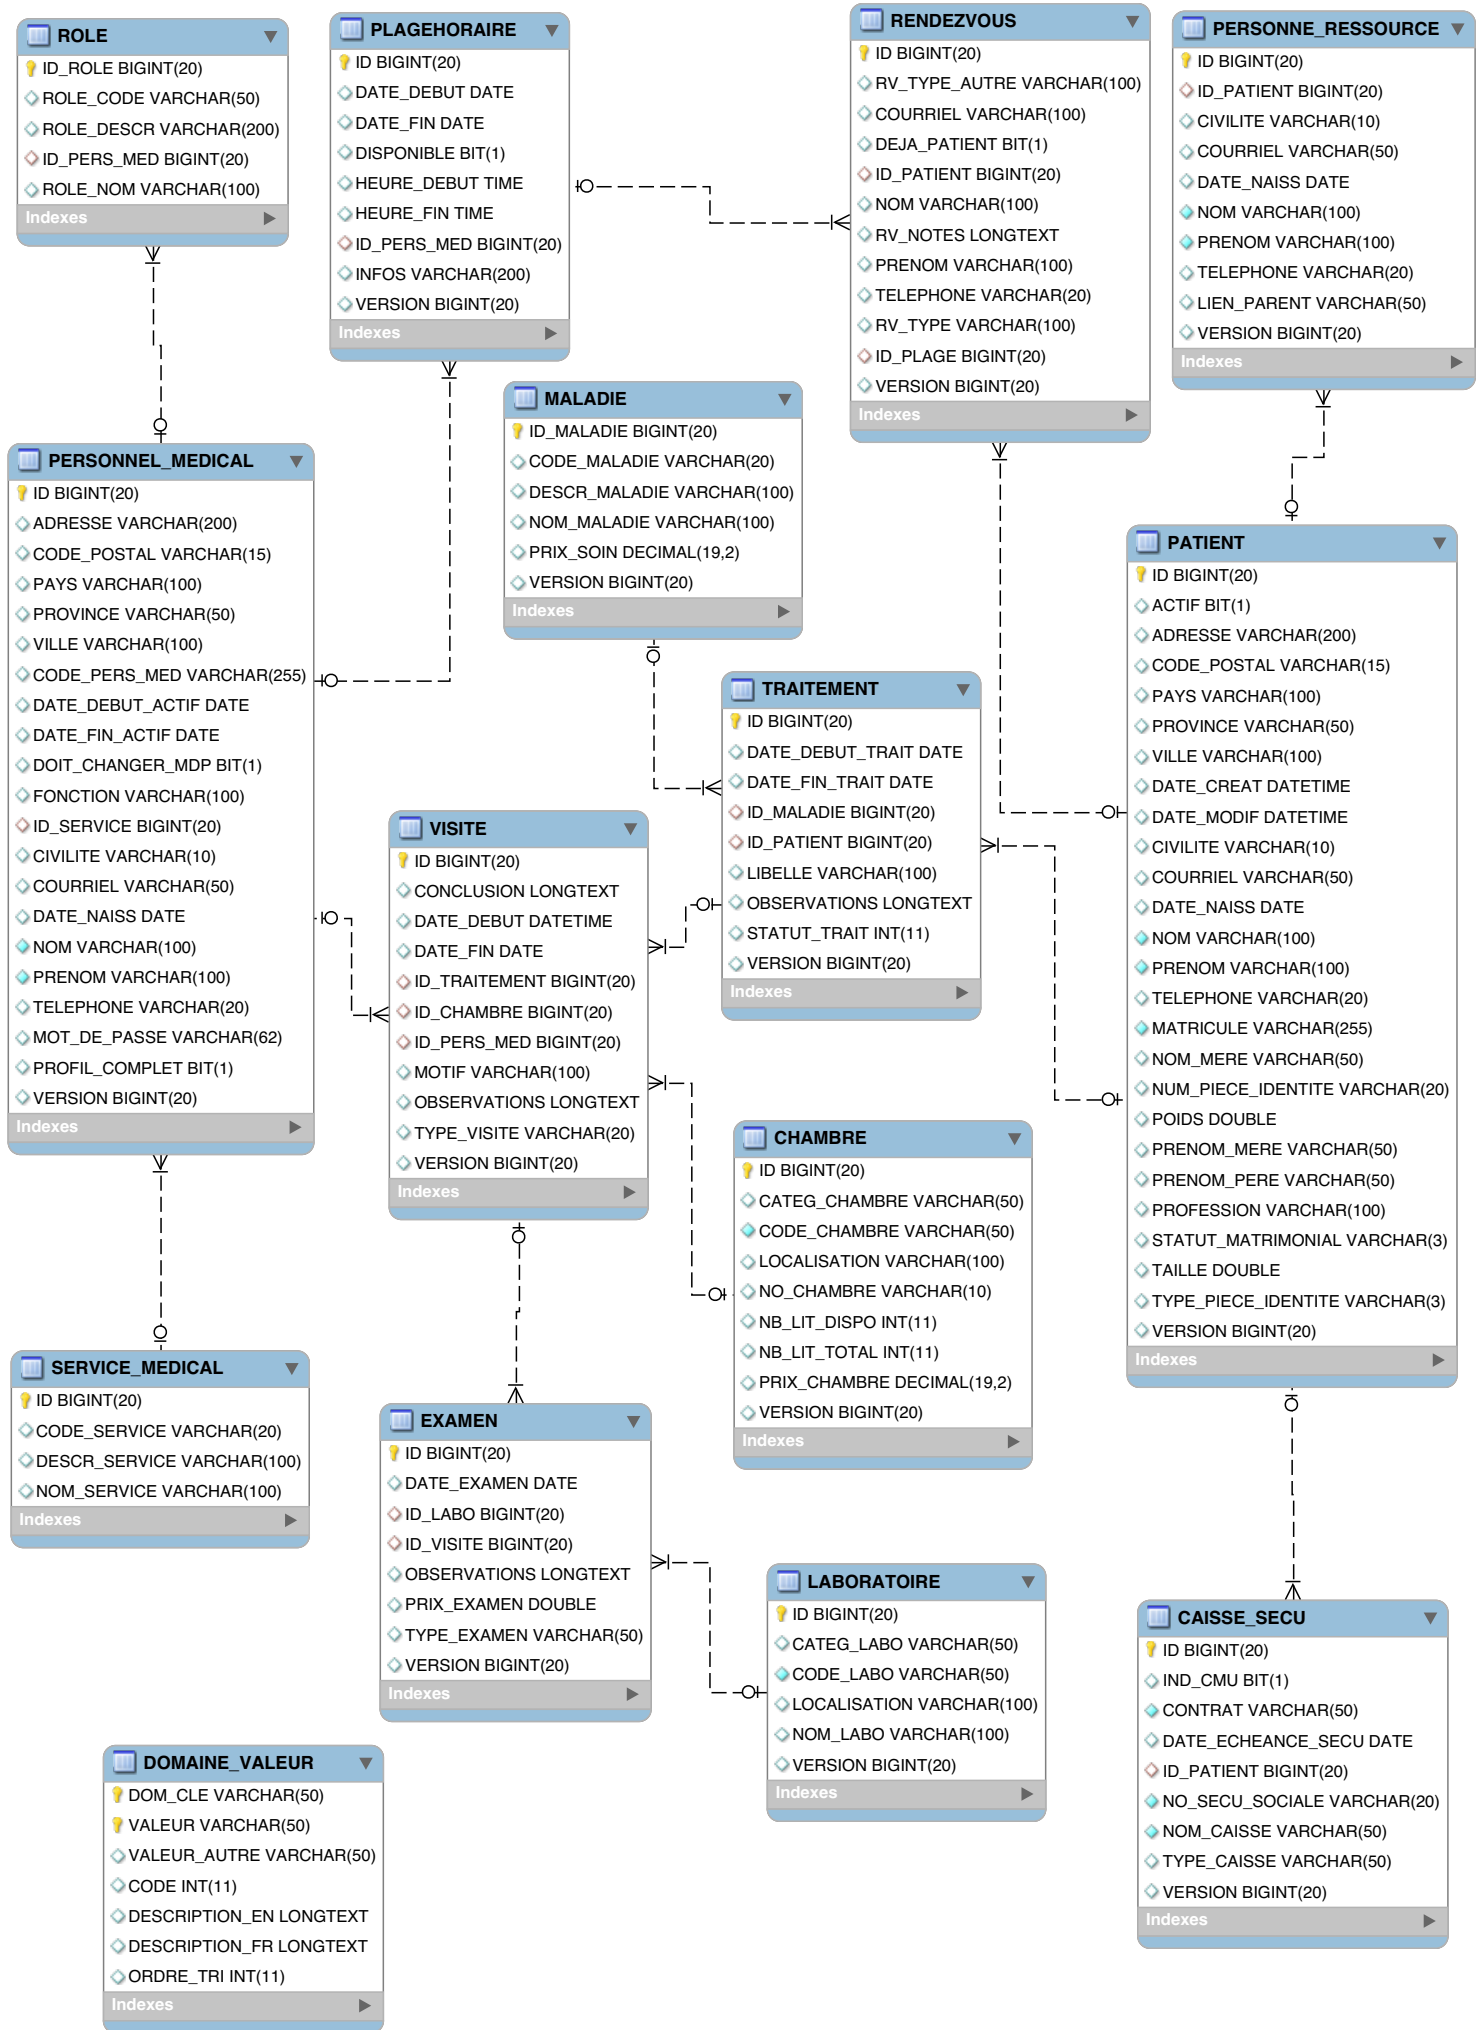 ROLE
ID_ROLE BIGINT(20)
ROLE_CODE VARCHAR(50)
ROLE_DESCR VARCHAR(200)
ID_PERS_MED BIGINT(20)
ROLE_NOM VARCHAR(100)
Indexes
PLAGEHORAIRE
ID BIGINT(20)
DATE_DEBUT DATE
DATE_FIN DATE
DISPONIBLE BIT(1)
HEURE_DEBUT TIME
HEURE_FIN TIME
ID_PERS_MED BIGINT(20)
INFOS VARCHAR(200)
VERSION BIGINT(20)
Indexes
RENDEZVOUS
ID BIGINT(20)
RV_TYPE_AUTRE VARCHAR(100)
COURRIEL VARCHAR(100)
DEJA_PATIENT BIT(1)
ID_PATIENT BIGINT(20)
NOM VARCHAR(100)
RV_NOTES LONGTEXT
PRENOM VARCHAR(100)
TELEPHONE VARCHAR(20)
RV_TYPE VARCHAR(100)
ID_PLAGE BIGINT(20)
VERSION BIGINT(20)
Indexes
PERSONNE_RESSOURCE
ID BIGINT(20)
ID_PATIENT BIGINT(20)
CIVILITE VARCHAR(10)
COURRIEL VARCHAR(50)
DATE_NAISS DATE
NOM VARCHAR(100)
PRENOM VARCHAR(100)
TELEPHONE VARCHAR(20)
LIEN_PARENT VARCHAR(50)
VERSION BIGINT(20)
Indexes
PERSONNEL_MEDICAL
ID BIGINT(20)
ADRESSE VARCHAR(200)
CODE_POSTAL VARCHAR(15)
PAYS VARCHAR(100)
PROVINCE VARCHAR(50)
VILLE VARCHAR(100)
CODE_PERS_MED VARCHAR(255)
DATE_DEBUT_ACTIF DATE
DATE_FIN_ACTIF DATE
DOIT_CHANGER_MDP BIT(1)
FONCTION VARCHAR(100)
ID_SERVICE BIGINT(20)
CIVILITE VARCHAR(10)
COURRIEL VARCHAR(50)
DATE_NAISS DATE
NOM VARCHAR(100)
PRENOM VARCHAR(100)
TELEPHONE VARCHAR(20)
MOT_DE_PASSE VARCHAR(62)
PROFIL_COMPLET BIT(1)
VERSION BIGINT(20)
Indexes
MALADIE
ID_MALADIE BIGINT(20)
CODE_MALADIE VARCHAR(20)
DESCR_MALADIE VARCHAR(100)
NOM_MALADIE VARCHAR(100)
PRIX_SOIN DECIMAL(19,2)
VERSION BIGINT(20)
Indexes
TRAITEMENT
ID BIGINT(20)
DATE_DEBUT_TRAIT DATE
DATE_FIN_TRAIT DATE
ID_MALADIE BIGINT(20)
ID_PATIENT BIGINT(20)
LIBELLE VARCHAR(100)
OBSERVATIONS LONGTEXT
STATUT_TRAIT INT(11)
VERSION BIGINT(20)
Indexes
PATIENT
ID BIGINT(20)
ACTIF BIT(1)
ADRESSE VARCHAR(200)
CODE_POSTAL VARCHAR(15)
PAYS VARCHAR(100)
PROVINCE VARCHAR(50)
VILLE VARCHAR(100)
DATE_CREAT DATETIME
DATE_MODIF DATETIME
CIVILITE VARCHAR(10)
COURRIEL VARCHAR(50)
DATE_NAISS DATE
NOM VARCHAR(100)
PRENOM VARCHAR(100)
TELEPHONE VARCHAR(20)
MATRICULE VARCHAR(255)
NOM_MERE VARCHAR(50)
NUM_PIECE_IDENTITE VARCHAR(20)
POIDS DOUBLE
PRENOM_MERE VARCHAR(50)
PRENOM_PERE VARCHAR(50)
PROFESSION VARCHAR(100)
STATUT_MATRIMONIAL VARCHAR(3)
TAILLE DOUBLE
TYPE_PIECE_IDENTITE VARCHAR(3)
VERSION BIGINT(20)
Indexes
VISITE
ID BIGINT(20)
CONCLUSION LONGTEXT
DATE_DEBUT DATETIME
DATE_FIN DATE
ID_TRAITEMENT BIGINT(20)
ID_CHAMBRE BIGINT(20)
ID_PERS_MED BIGINT(20)
MOTIF VARCHAR(100)
OBSERVATIONS LONGTEXT
TYPE_VISITE VARCHAR(20)
VERSION BIGINT(20)
Indexes
CHAMBRE
ID BIGINT(20)
CATEG_CHAMBRE VARCHAR(50)
CODE_CHAMBRE VARCHAR(50)
LOCALISATION VARCHAR(100)
NO_CHAMBRE VARCHAR(10)
NB_LIT_DISPO INT(11)
NB_LIT_TOTAL INT(11)
PRIX_CHAMBRE DECIMAL(19,2)
VERSION BIGINT(20)
Indexes
SERVICE_MEDICAL
ID BIGINT(20)
CODE_SERVICE VARCHAR(20)
DESCR_SERVICE VARCHAR(100)
NOM_SERVICE VARCHAR(100)
Indexes
EXAMEN
ID BIGINT(20)
DATE_EXAMEN DATE
ID_LABO BIGINT(20)
ID_VISITE BIGINT(20)
OBSERVATIONS LONGTEXT
PRIX_EXAMEN DOUBLE
TYPE_EXAMEN VARCHAR(50)
VERSION BIGINT(20)
Indexes
LABORATOIRE
ID BIGINT(20)
CATEG_LABO VARCHAR(50)
CODE_LABO VARCHAR(50)
LOCALISATION VARCHAR(100)
NOM_LABO VARCHAR(100)
VERSION BIGINT(20)
Indexes
CAISSE_SECU
ID BIGINT(20)
IND_CMU BIT(1)
CONTRAT VARCHAR(50)
DATE_ECHEANCE_SECU DATE
ID_PATIENT BIGINT(20)
NO_SECU_SOCIALE VARCHAR(20)
NOM_CAISSE VARCHAR(50)
TYPE_CAISSE VARCHAR(50)
VERSION BIGINT(20)
Indexes
DOMAINE_VALEUR
DOM_CLE VARCHAR(50)
VALEUR VARCHAR(50)
VALEUR_AUTRE VARCHAR(50)
CODE INT(11)
DESCRIPTION_EN LONGTEXT
DESCRIPTION_FR LONGTEXT
ORDRE_TRI INT(11)
Indexes